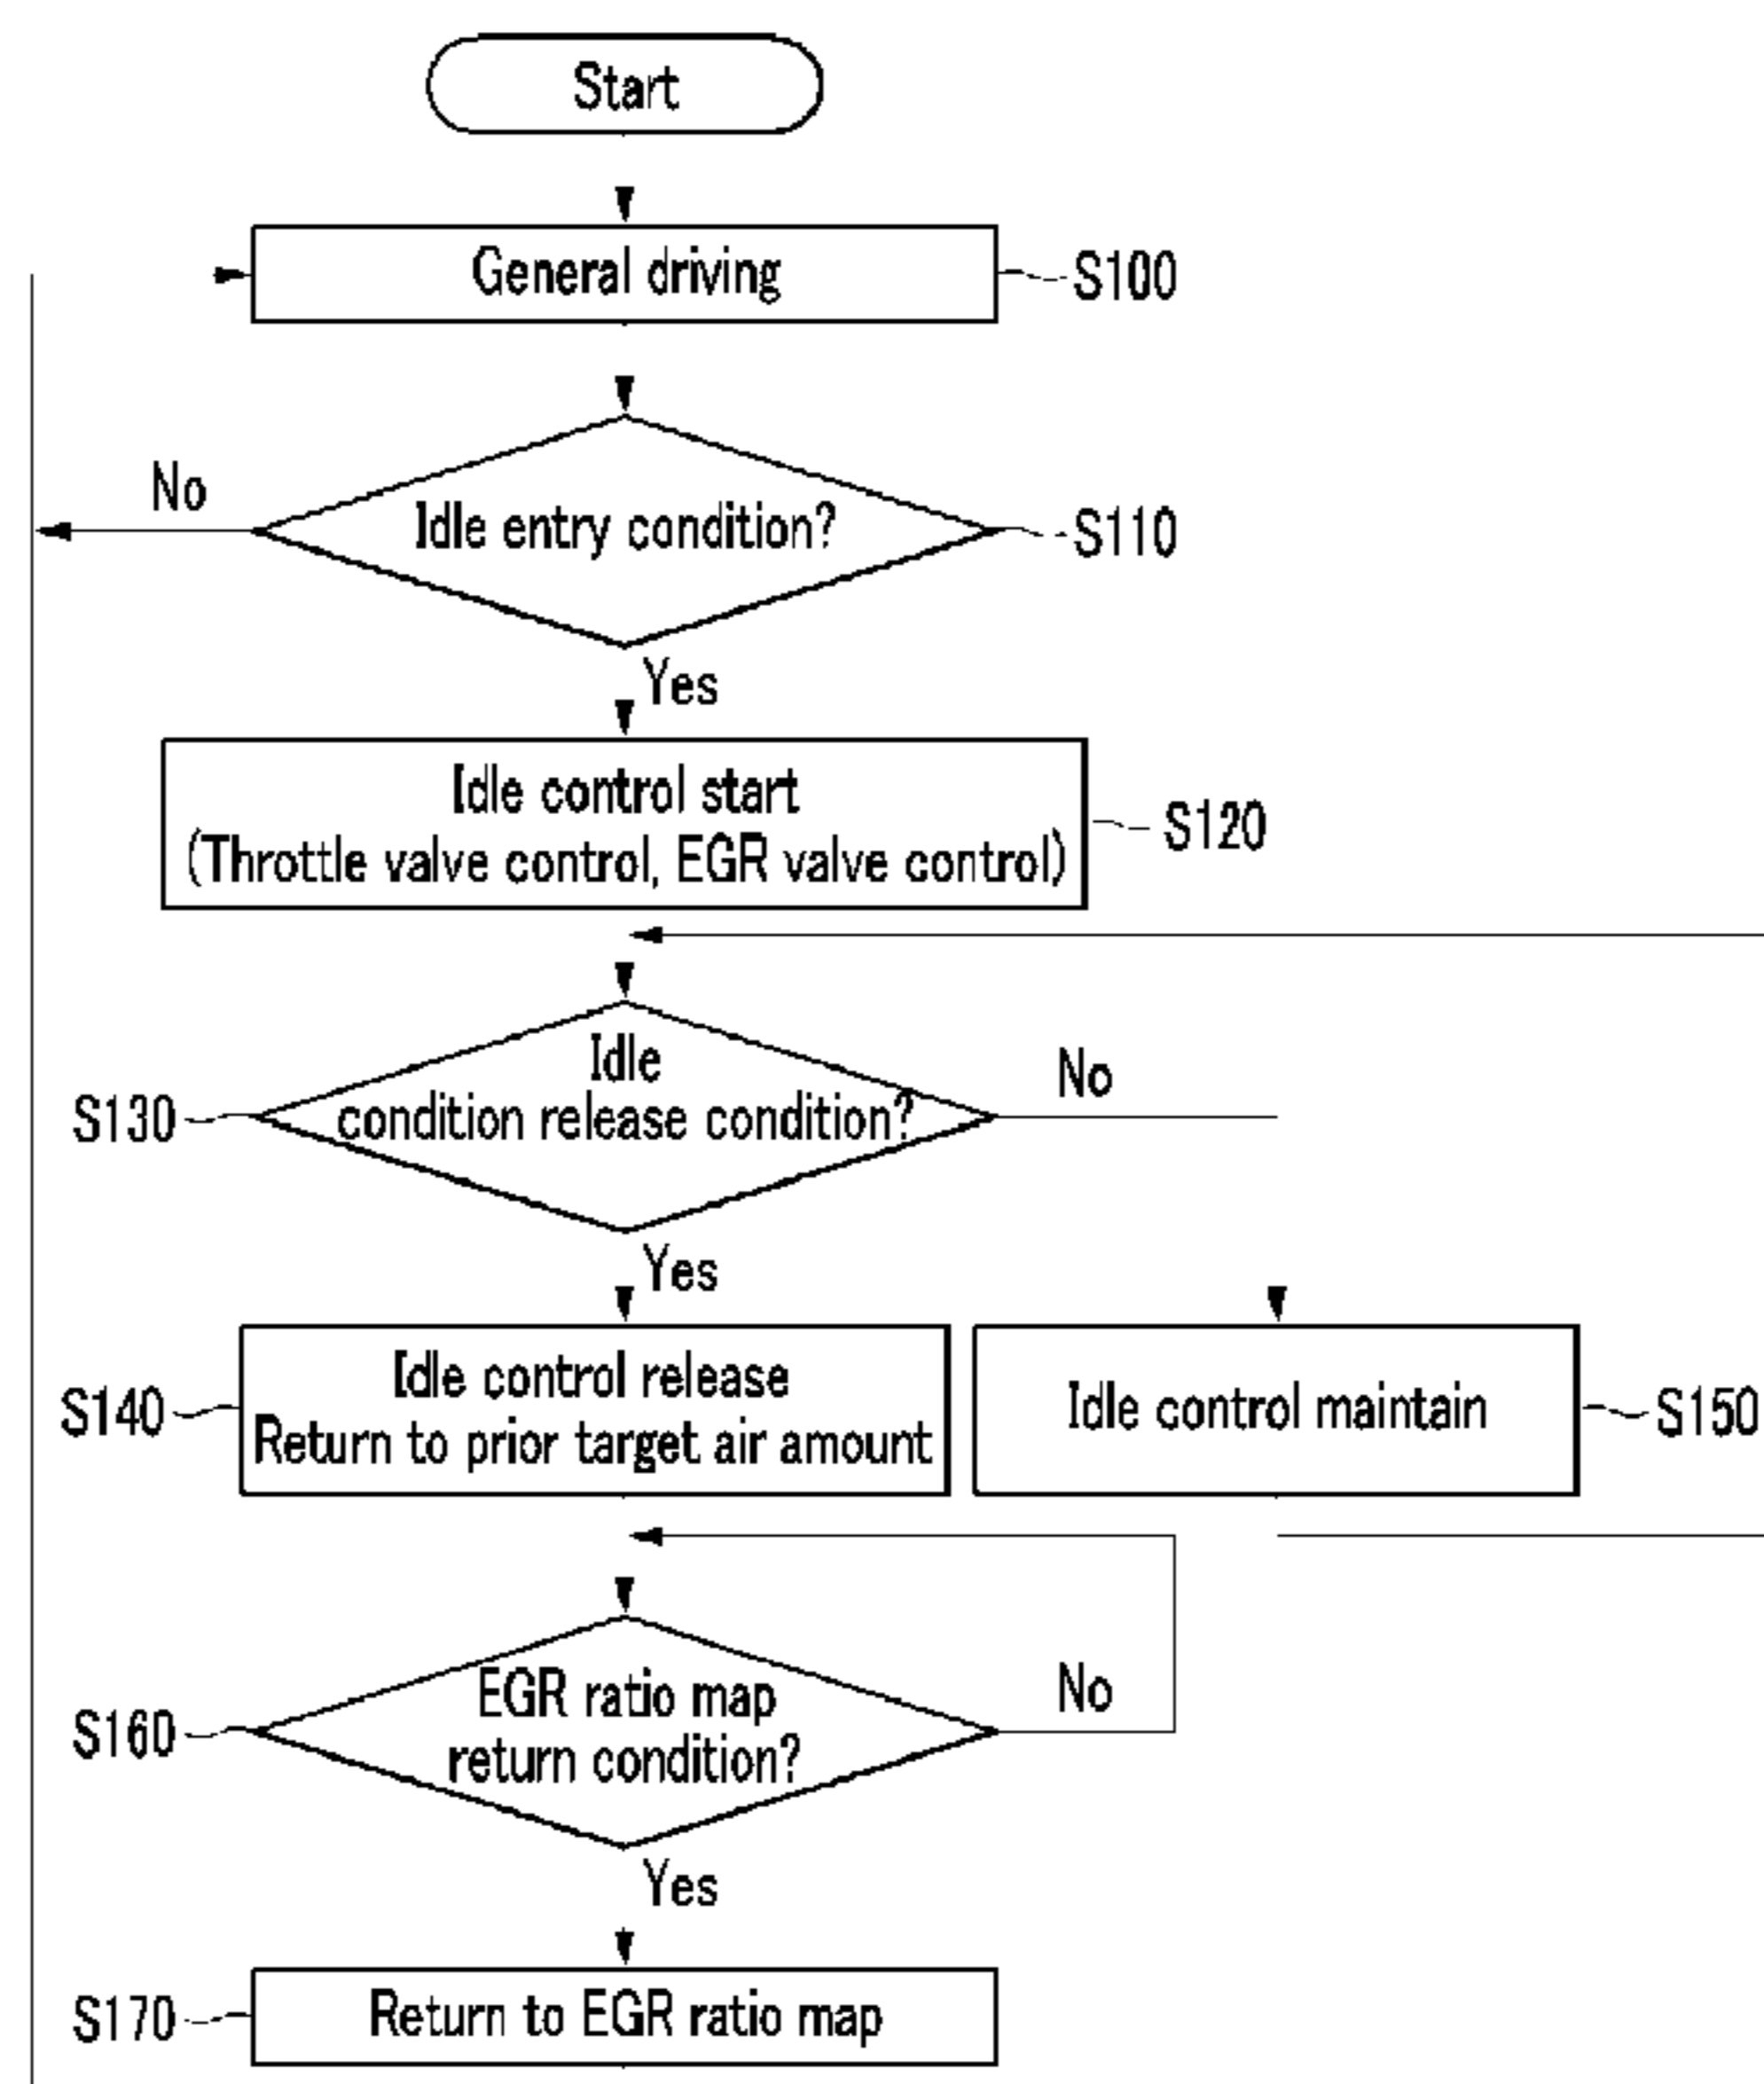 Start
General driving
S100
No
Idle entry condition?
S110
Yes
Idle control start
(Throttle valve control, EGR valve control)
S120
Idle
condition release condition?
S130
No
Yes
Idle control release
Return to prior target air amount
S140
Idle control maintain
S150
EGR ratio map
return condition?
S160
No
Yes
S170
Return to EGR ratio map